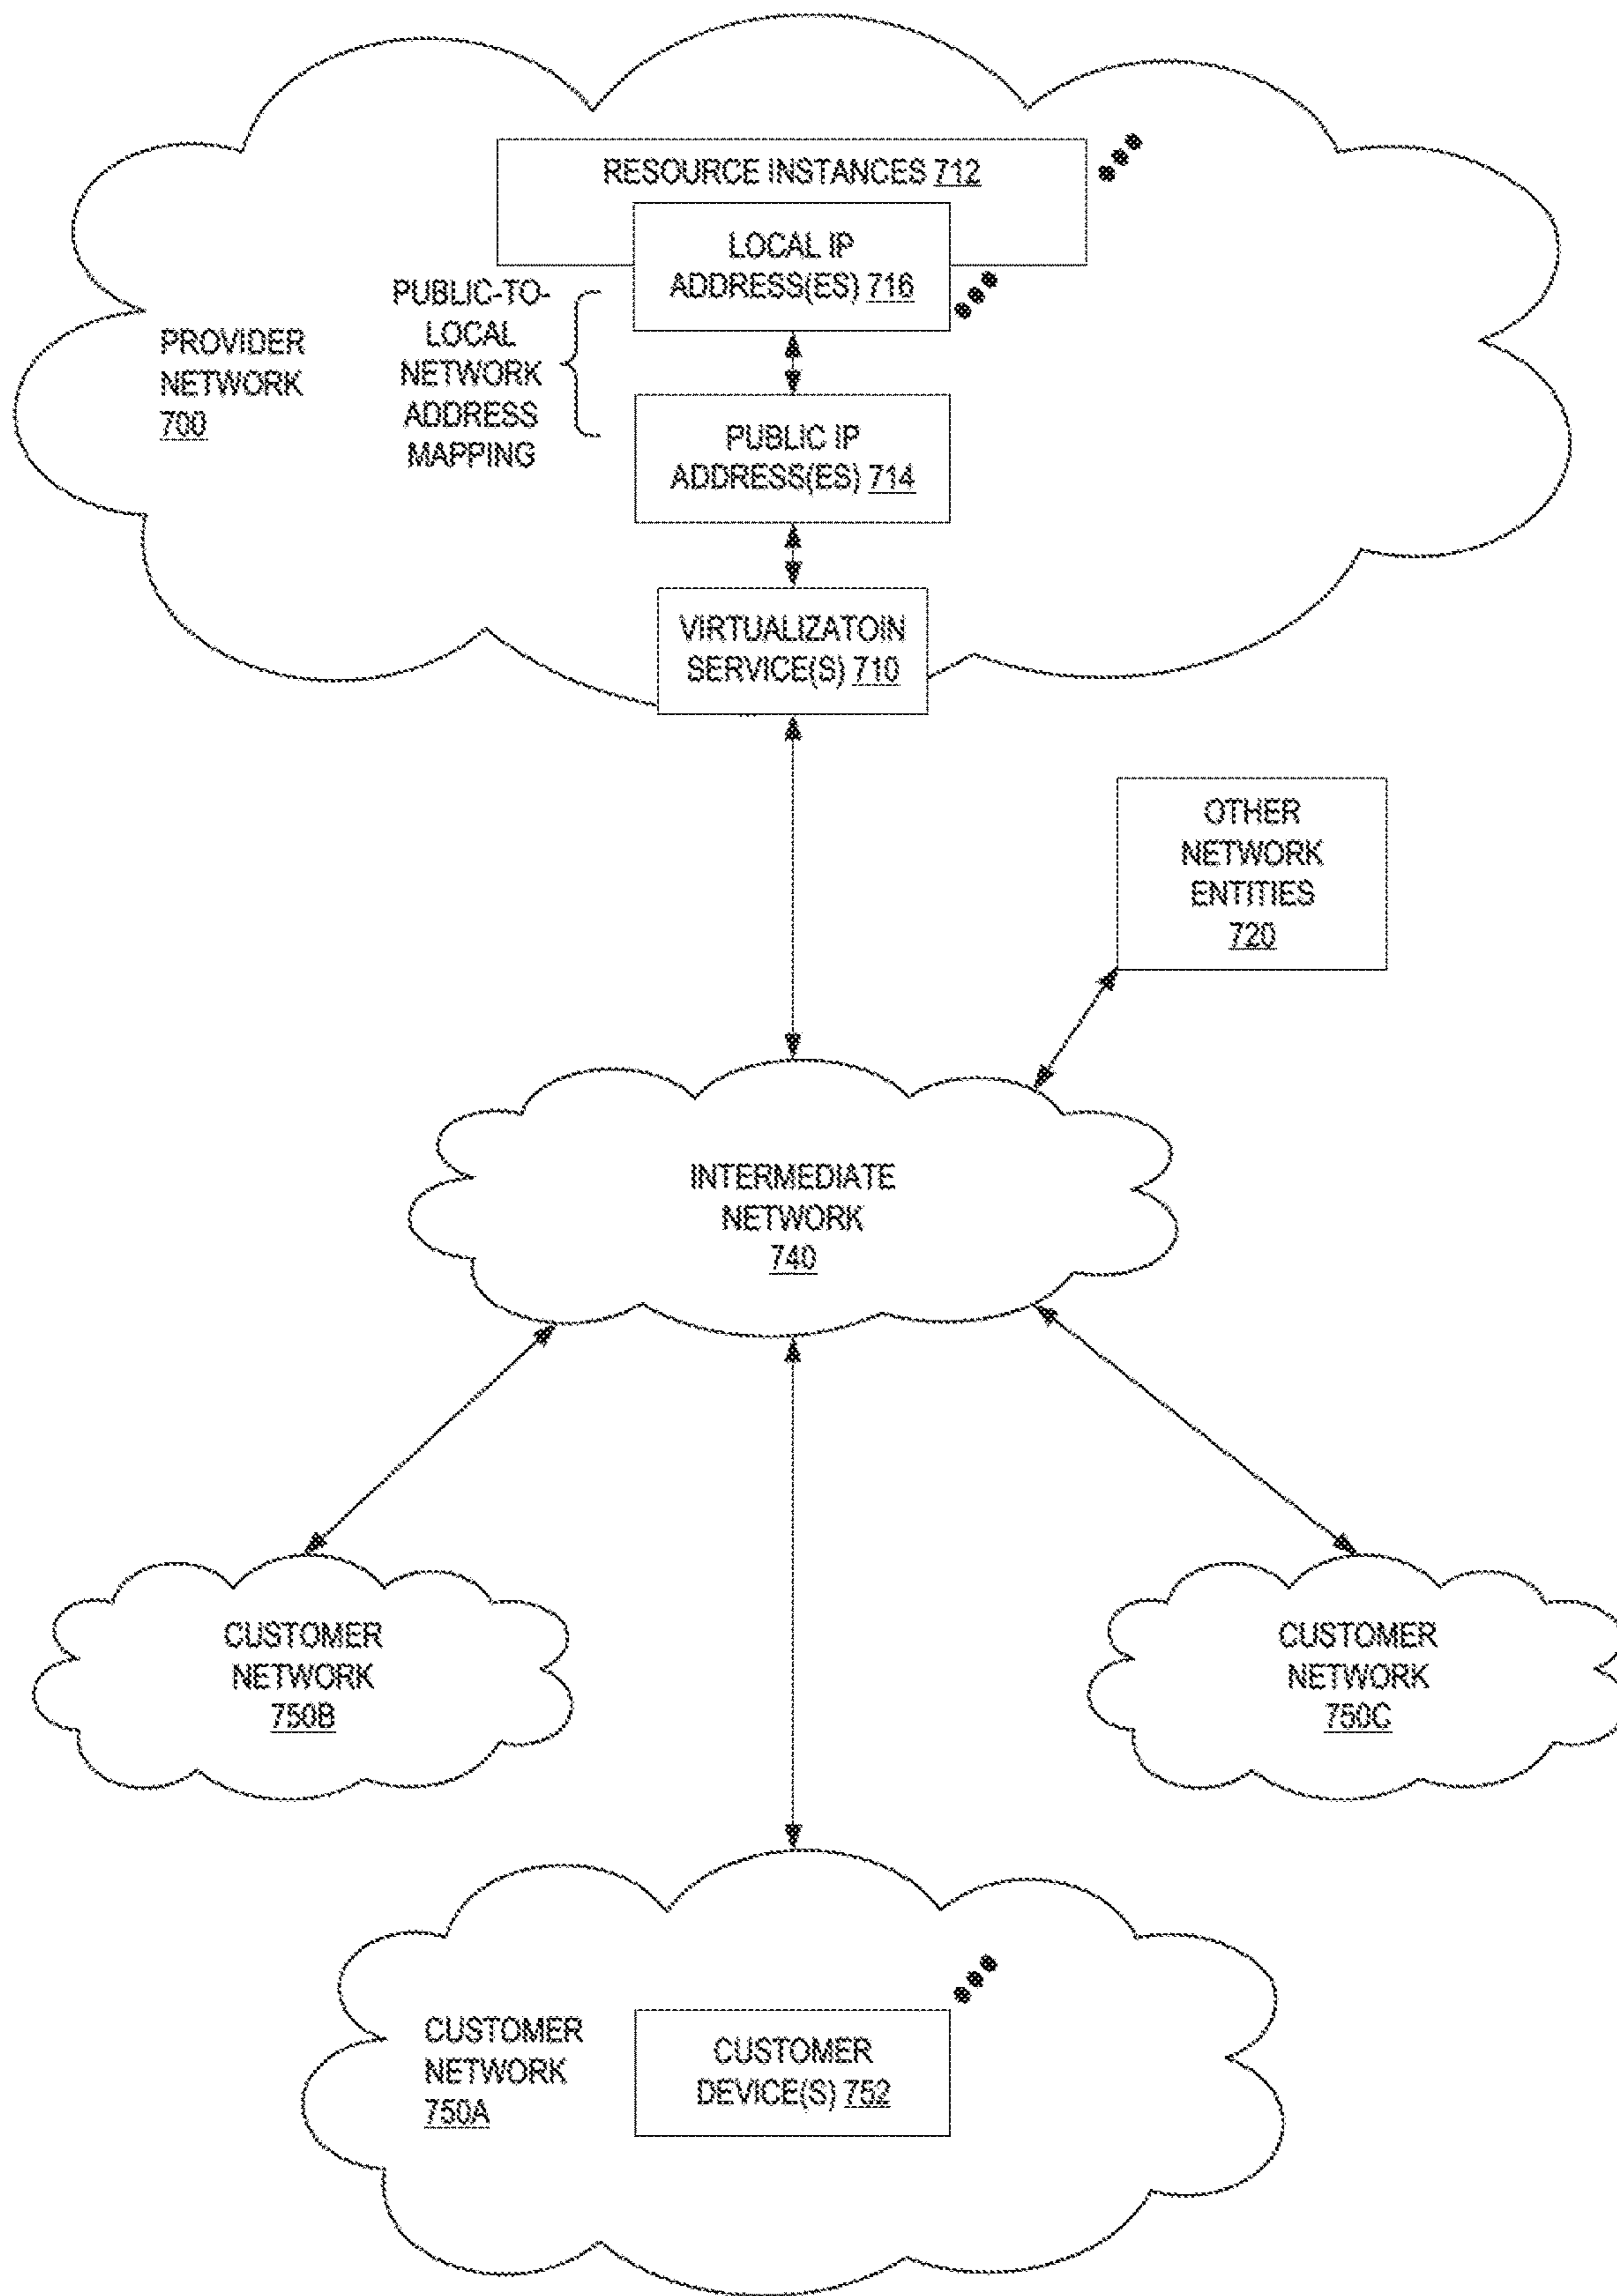 RESOURCE INSTANCES 712
LOCAL IP
ADDRESS(ES) 716
PUBLIC-TO-
LOCAL
NETWORK
ADDRESS
MAPPING
PROVIDER
NETWORK
700
PUBLIC IP
ADDRESS(ES) 714
VIRTUALIZATOIN
SERVICE(S) 710
OTHER
NETWORK
ENTITIES
720
INTERMEDIATE
NETWORK
740
CUSTOMER
NETWORK
750B
CUSTOMER
NETWORK
750C
CUSTOMER
NETWORK
750A
CUSTOMER
DEVICE(S) 752